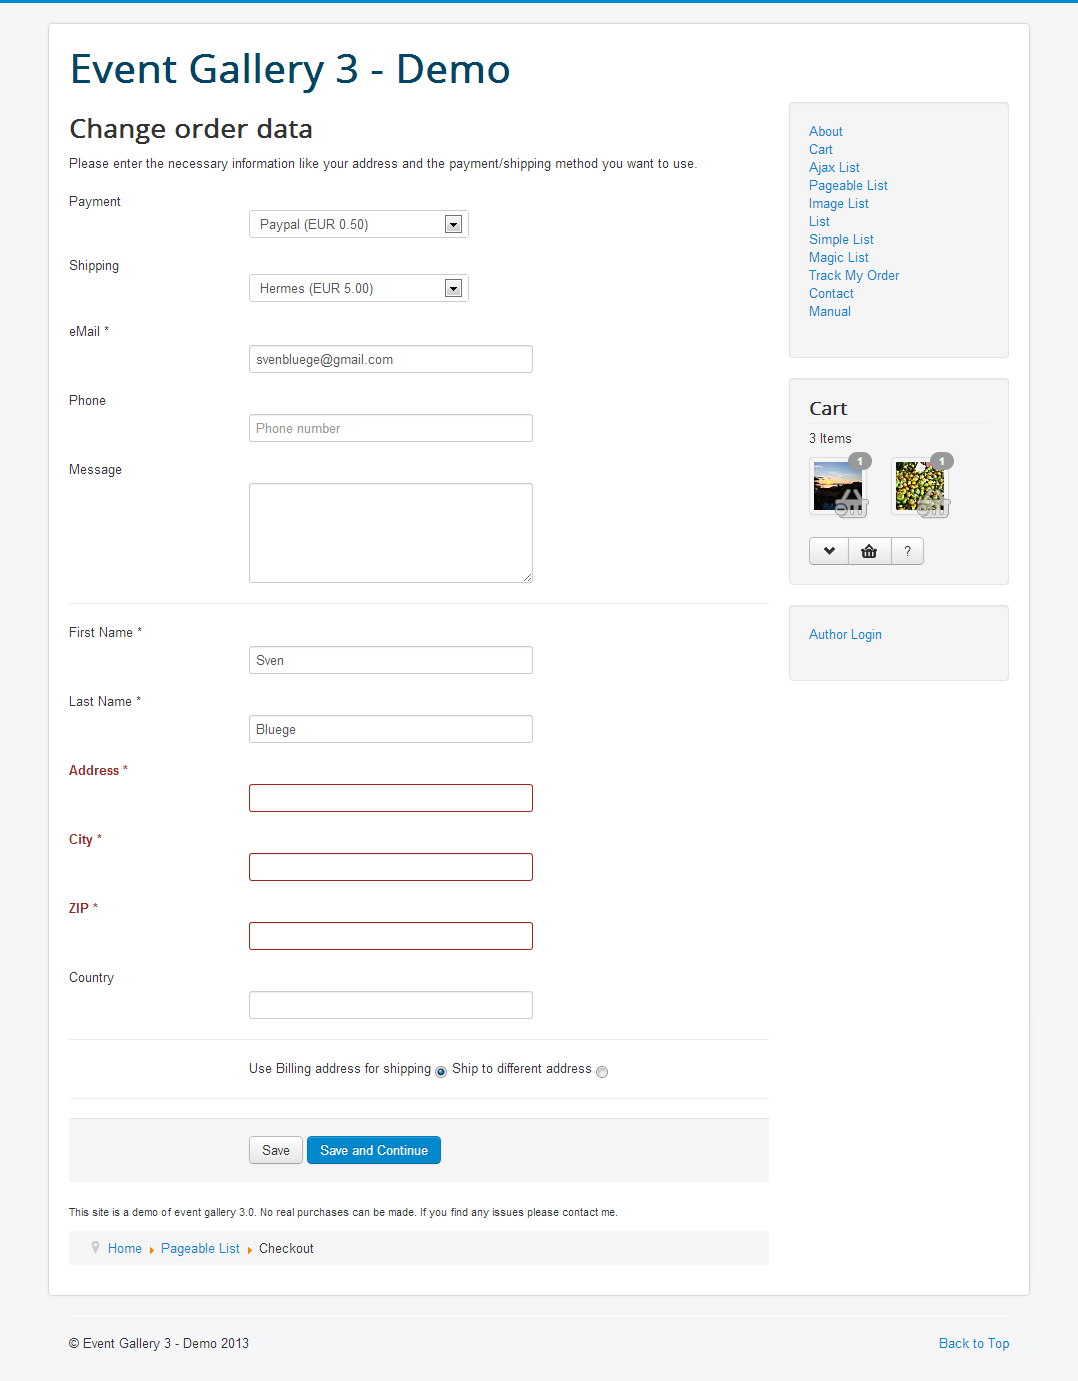 Event Gallery 3 - Demo
Change order data
Please enter the necessary information like your address and the payment/shipping method you want to use.
Payment
Paypal (EUR 0.50)
Shipping
Hermes (EUR 5.00)
eMail *
svenbluege@gmail.com
Phone
Phone number
Message
First Name *
Sven
Last Name *
Bluege
Address *
City *
ZIP *
Country
Use Billing address for shipping Ship to different address
Save Save and Continue
This site is a demo of event gallery 3.0. No real purchases can be made. If you find any issues please contact me.
Home Pageable List Checkout
About
Cart
Ajax List
Pageable List
Image List
List
Simple List
Magic List
Track My Order
Contact
Manual
Cart
3 Items
1 1
?
Author Login
© Event Gallery 3 - Demo 2013
Back to Top